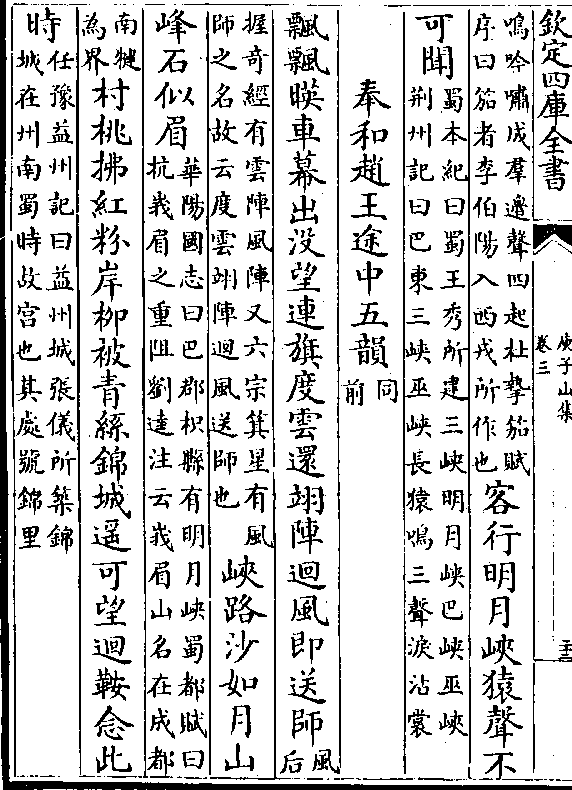 欽定四庫全書
庾子山集
卷三
鳴吟嘯成羣邊聲四起杜摯笳賦
序曰笳者李伯陽入西戎所作也
客行明月峽猿聲不
可聞
蜀本紀曰蜀王秀所建三峽明月峽巴峽巫峽
荆州記曰巴東三峽巫峽長猿鳴三聲淚沾裳
奉和趙王途中五韻
同
前
飄飄暎車幕出没望連旗度雲還翊陣迴風即送師
風
后
握奇經有雲陣風陣又六宗箕星有風
師之名故云度雲翊陣迴風送師也
峽路沙如月山
峰石似眉
華陽國志曰巴郡枳縣有明月峽蜀都賦曰
抗峩眉之重阻劉逵注云峩眉山名在成都
南犍
為界
村桃拂紅粉岸栁被青絲錦城遥可望迴鞍念此
時
任豫益州記曰益州城張儀所築錦
城在州南蜀時故宫也其處號錦里